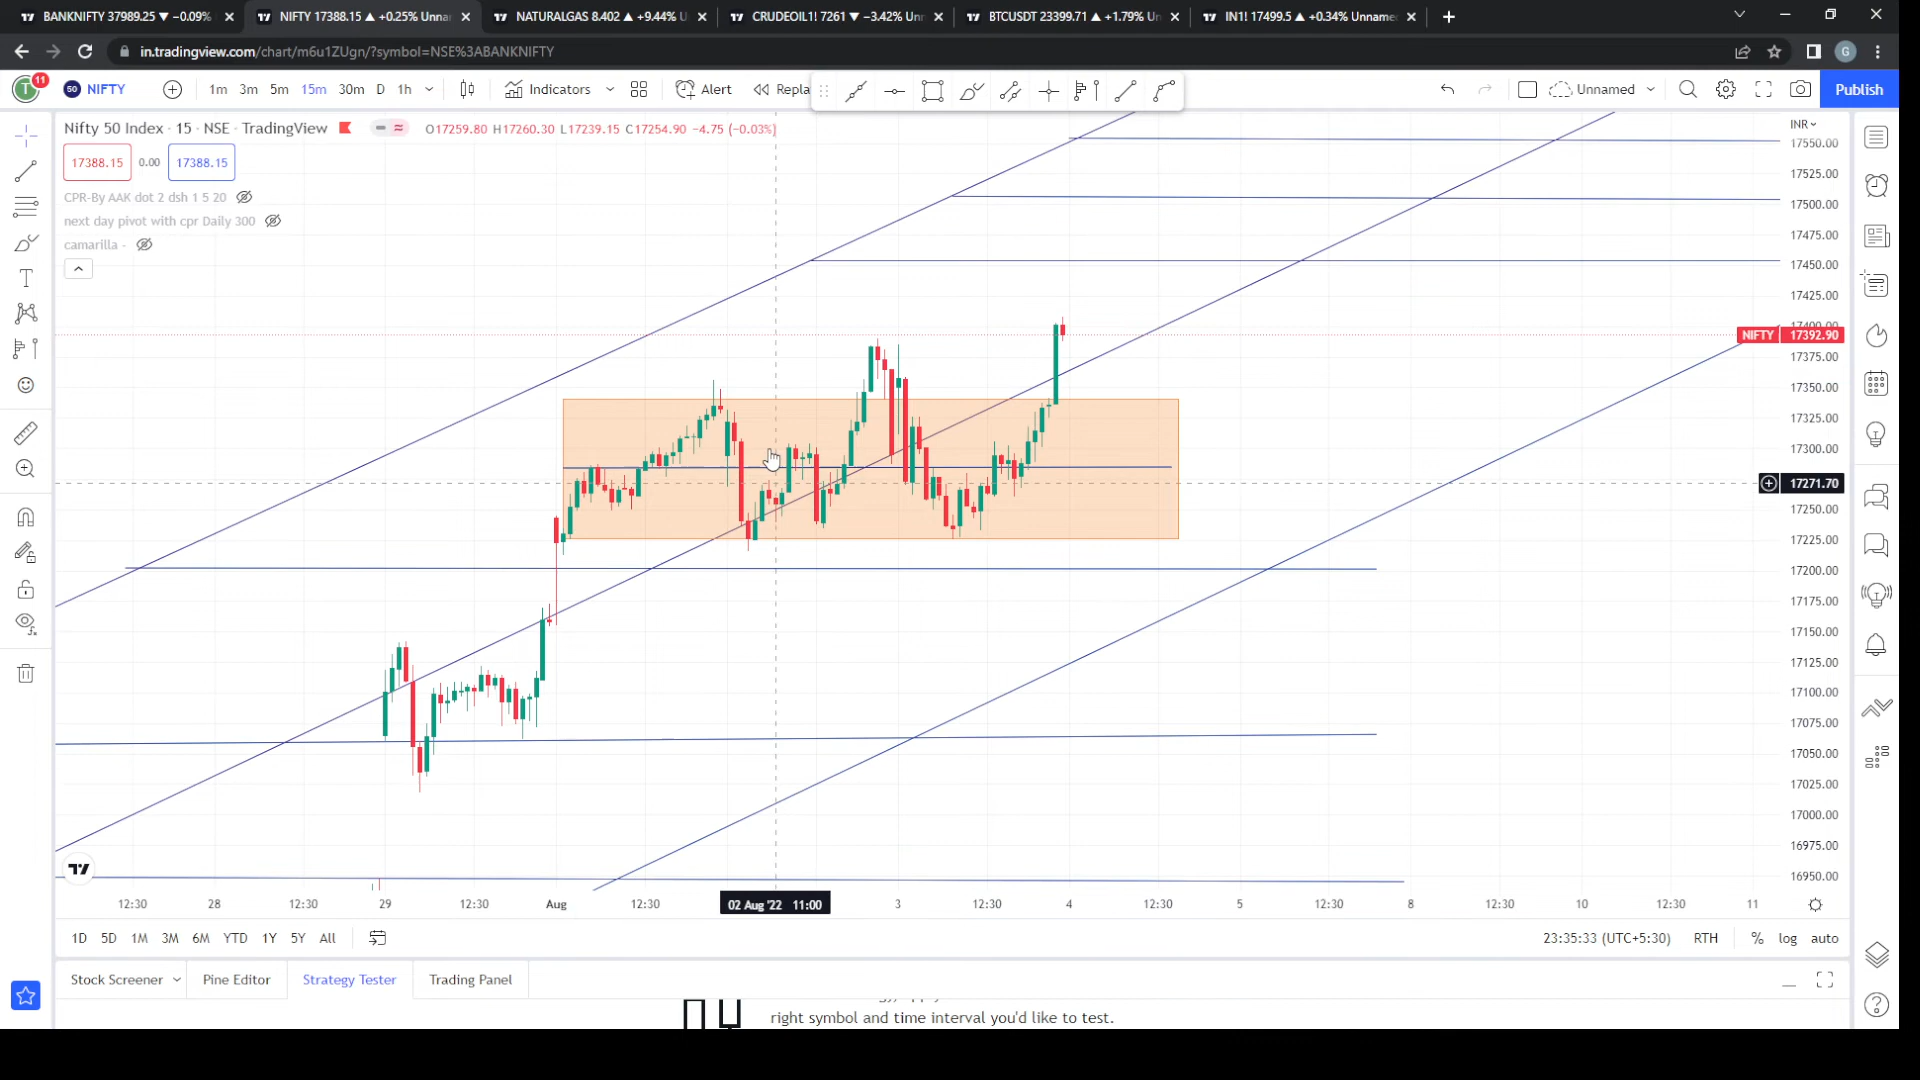 BANKNIFTY 37989.25 ▼ −0.09%
NIFTY 17388.15 ▲ +0.25% Unnar
NATURALGAS 8.402 ▲ +9.44% U
CRUDEOIL1! 7261 ▼ −3.42% Un
BTCUSDT 23399.71 ▲ +1.79% Un
IN1! 17499.5 ▲ +0.34% Unname
in.tradingview.com/chart/m6u1ZUgn/?symbol=NSE%3ABANKNIFTY
G
T 11
50 NIFTY 1m 3m 5m 15m 30m D 1h Indicators Alert Repla Unnamed Publish
Nifty 50 Index · 15 · NSE · TradingView O17259.80 H17260.30 L17239.15 C17254.90 −4.75 (−0.03%)
INR
17388.15 0.00 17388.15
CPR-By AAK dot 2 dsh 1 5 20
next day pivot with cpr Daily 300
camarilla -
17550.00
17525.00
17500.00
17475.00
17450.00
17425.00
17400.00
NIFTY 17392.90
17375.00
17350.00
17325.00
17300.00
17271.70
17250.00
17225.00
17200.00
17175.00
17150.00
17125.00
17100.00
17075.00
17050.00
17025.00
17000.00
16975.00
16950.00
12:30 28 12:30 29 12:30 Aug 12:30 02 Aug '22 11:00 3 12:30 4 12:30 5 12:30 8 12:30 10 12:30 11
1D 5D 1M 3M 6M YTD 1Y 5Y All 23:35:33 (UTC+5:30) RTH % log auto
Stock Screener Pine Editor Strategy Tester Trading Panel
right symbol and time interval you'd like to test.